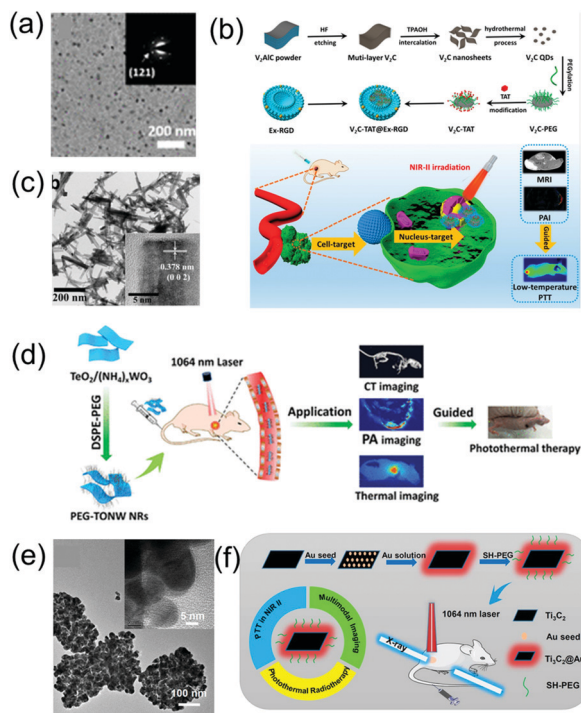 (a)
(121)
200 nm
(b)
HF
etching
TPAOH
intercalation
hydrothermal
process
V₂AlC powder
Muti-layer V₂C
V₂C nanosheets
V₂C QDs
PEGylation
TAT
modification
Ex-RGD
V₂C-TAT@Ex-RGD
V₂C-TAT
V₂C-PEG
NIR-II irradiation
Cell-target
Nucleus-target
MRI
PAI
Guided
Low-temperature
PTT
(c)
b
0.378 nm
(0 0 2)
200 nm
5 nm
(d)
TeO₂/(NH₄)ₓWO₃
DSPE-PEG
PEG-TONW NRs
1064 nm Laser
Application
CT imaging
PA imaging
Thermal imaging
Guided
Photothermal therapy
(e)
5 nm
100 nm
(f)
Au seed
Au solution
SH-PEG
1064 nm laser
X-ray
PTT in NIR II
Multimodal Imaging
Photothermal Radiotherapy
Ti₃C₂
Au seed
Ti₃C₂@Au
SH-PEG